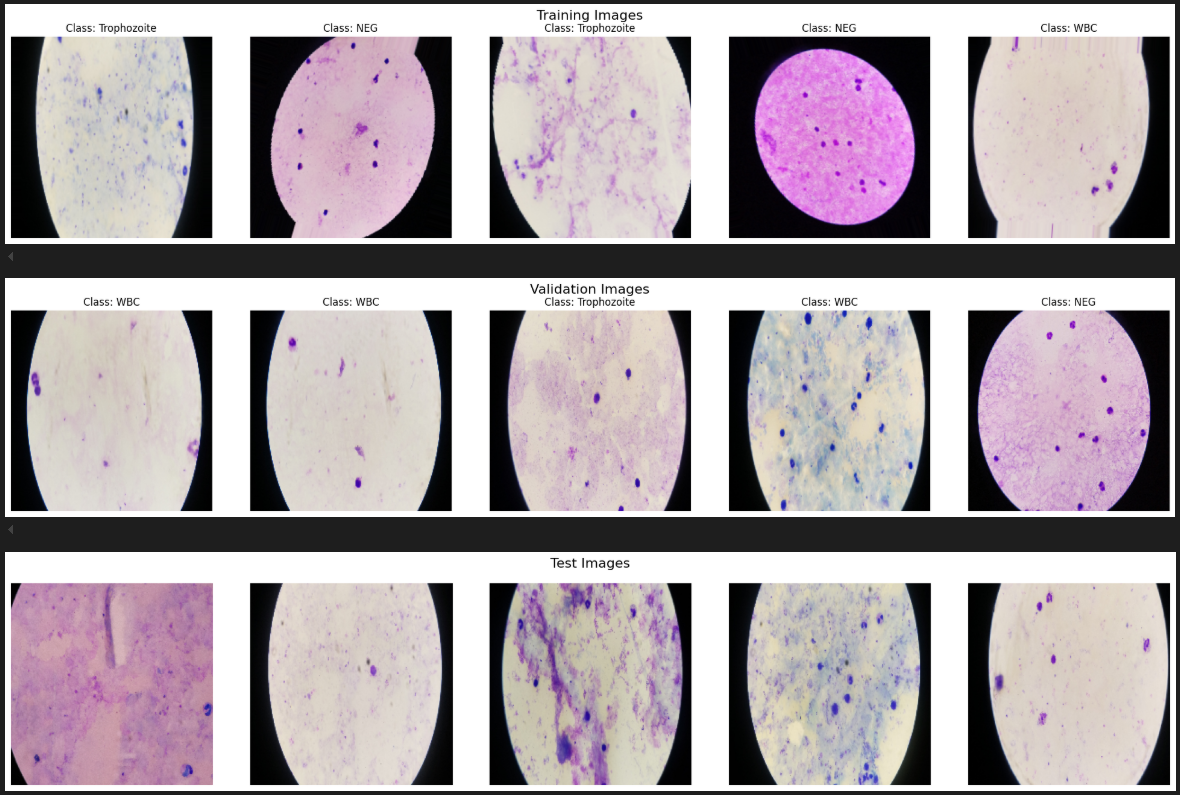 Training Images
Class: Trophozoite
Class: NEG
Class: Trophozoite
Class: NEG
Class: WBC
Validation Images
Class: WBC
Class: WBC
Class: Trophozoite
Class: WBC
Class: NEG
Test Images